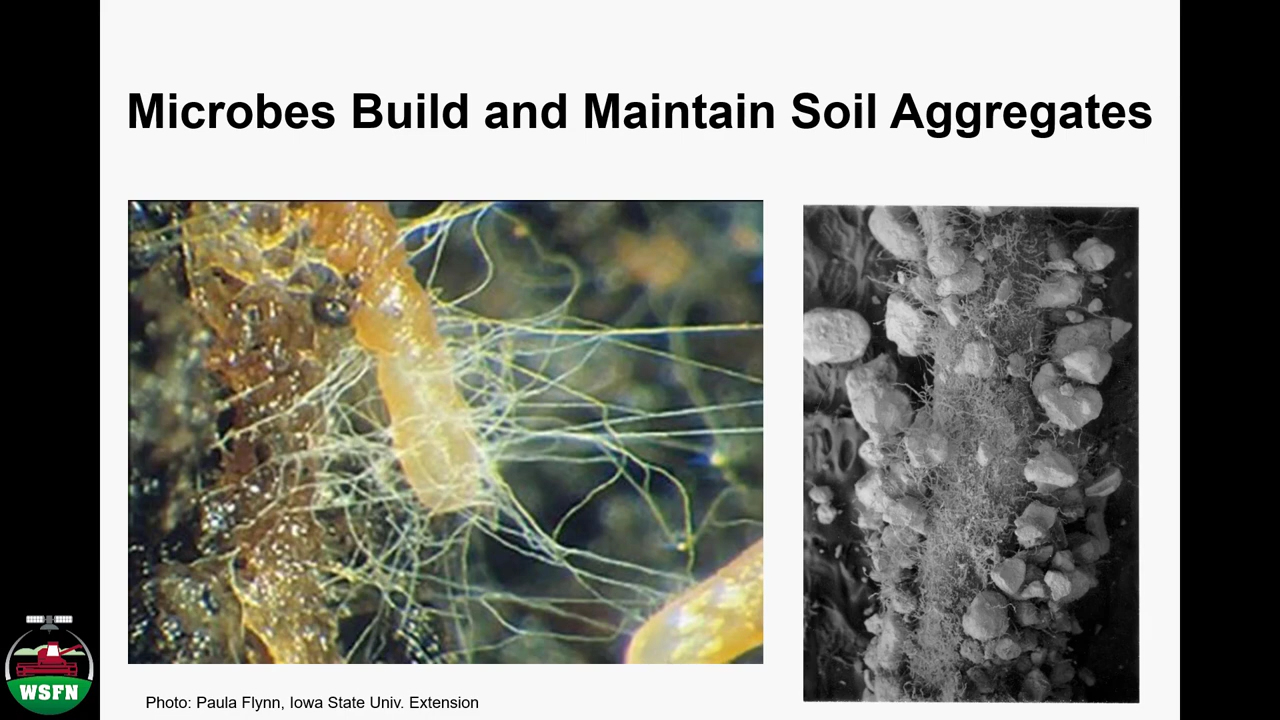 Microbes Build and Maintain Soil Aggregates
Photo: Paula Flynn, Iowa State Univ. Extension
WSFN